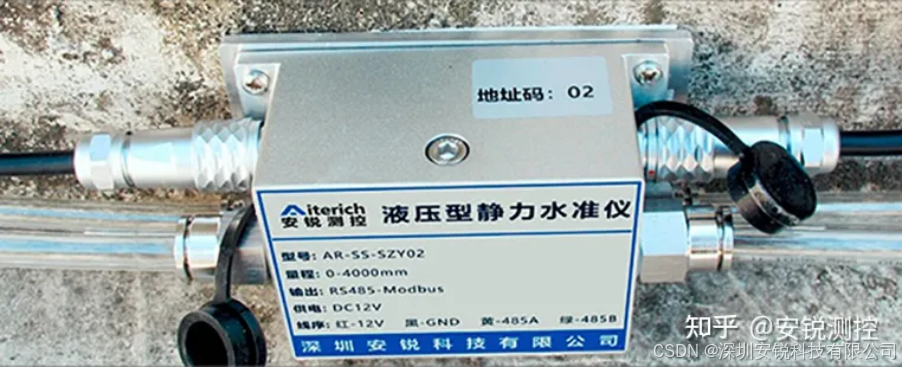 地址码：02
Aiterich
安锐测控
液压型静力水准仪
型号：AR-SS-SZY02
量程：0-4000mm
输出：RS485-Modbus
供电：DC12V
线序：红-12V 黑-GND 黄-485A 绿-485B
深圳安锐科技有限公司
知乎 @安锐测控
CSDN @深圳安锐科技有限公司